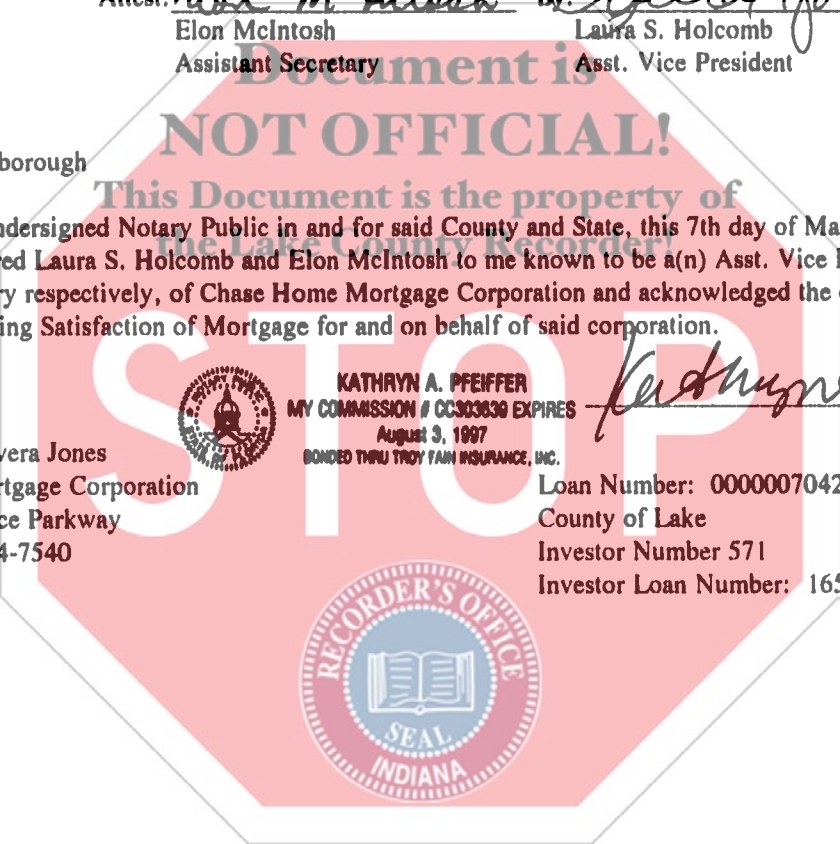 Attest:
Elon McIntosh Laura S. Holcomb
Assistant Secretary Asst. Vice President
Document is
NOT OFFICIAL!
borough
This Document is the property of
ndersigned Notary Public in and for said County and State, this 7th day of Ma
the Lake County Recorder!
ed Laura S. Holcomb and Elon McIntosh to me known to be a(n) Asst. Vice
ry respectively, of Chase Home Mortgage Corporation and acknowledged the
ing Satisfaction of Mortgage for and on behalf of said corporation.
STOP
KATHRYN A. PFEIFFER
MY COMMISSION # CC303639 EXPIRES
August 3, 1997
BONDED THRU TROY FAIN INSURANCE, INC.
vera Jones
rtgage Corporation
ce Parkway
4-7540
Loan Number: 0000007042
County of Lake
Investor Number 571
Investor Loan Number: 165
RECORDER'S OFFICE
SEAL
INDIANA